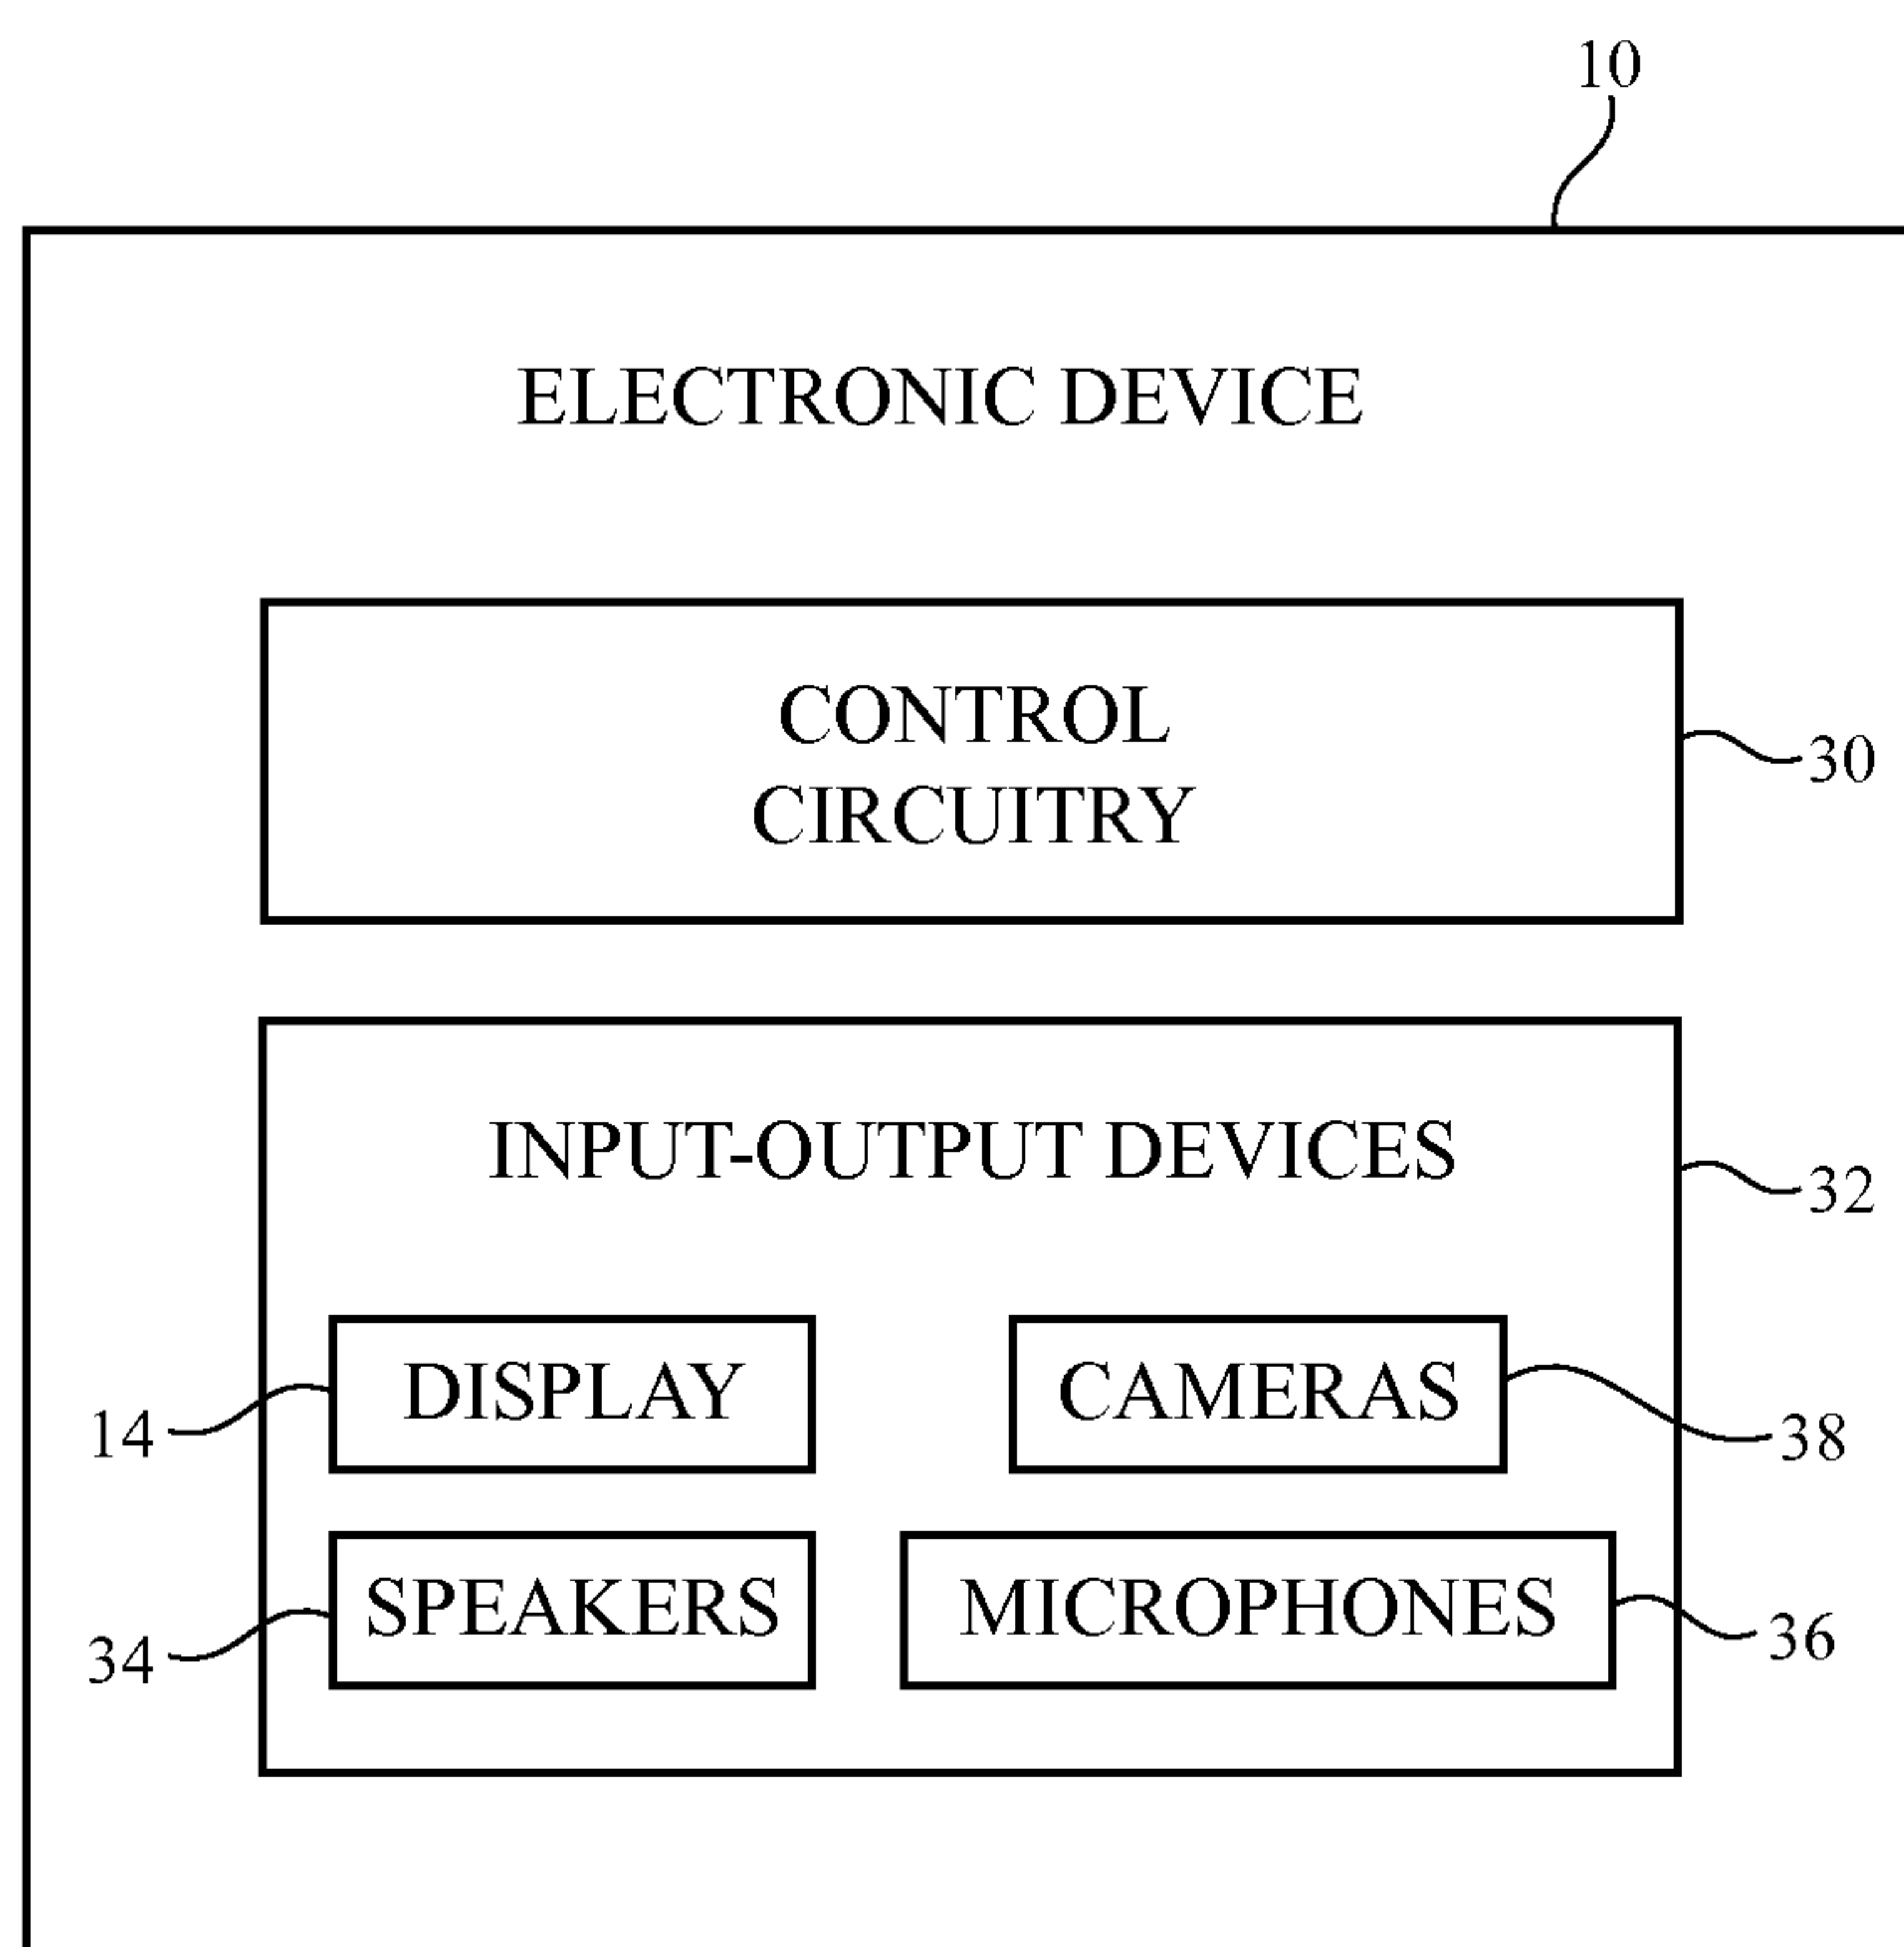 10
ELECTRONIC DEVICE
CONTROL
CIRCUITRY
30
INPUT-OUTPUT DEVICES
32
DISPLAY
CAMERAS
14
38
SPEAKERS
MICROPHONES
34
36